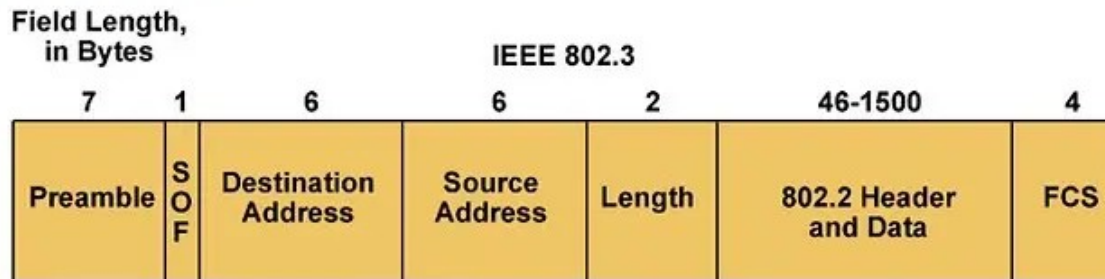 Field Length,
in Bytes
IEEE 802.3
7 1 6 6 2 46-1500 4
Preamble
S
O
F
Destination
Address
Source
Address
Length
802.2 Header
and Data
FCS